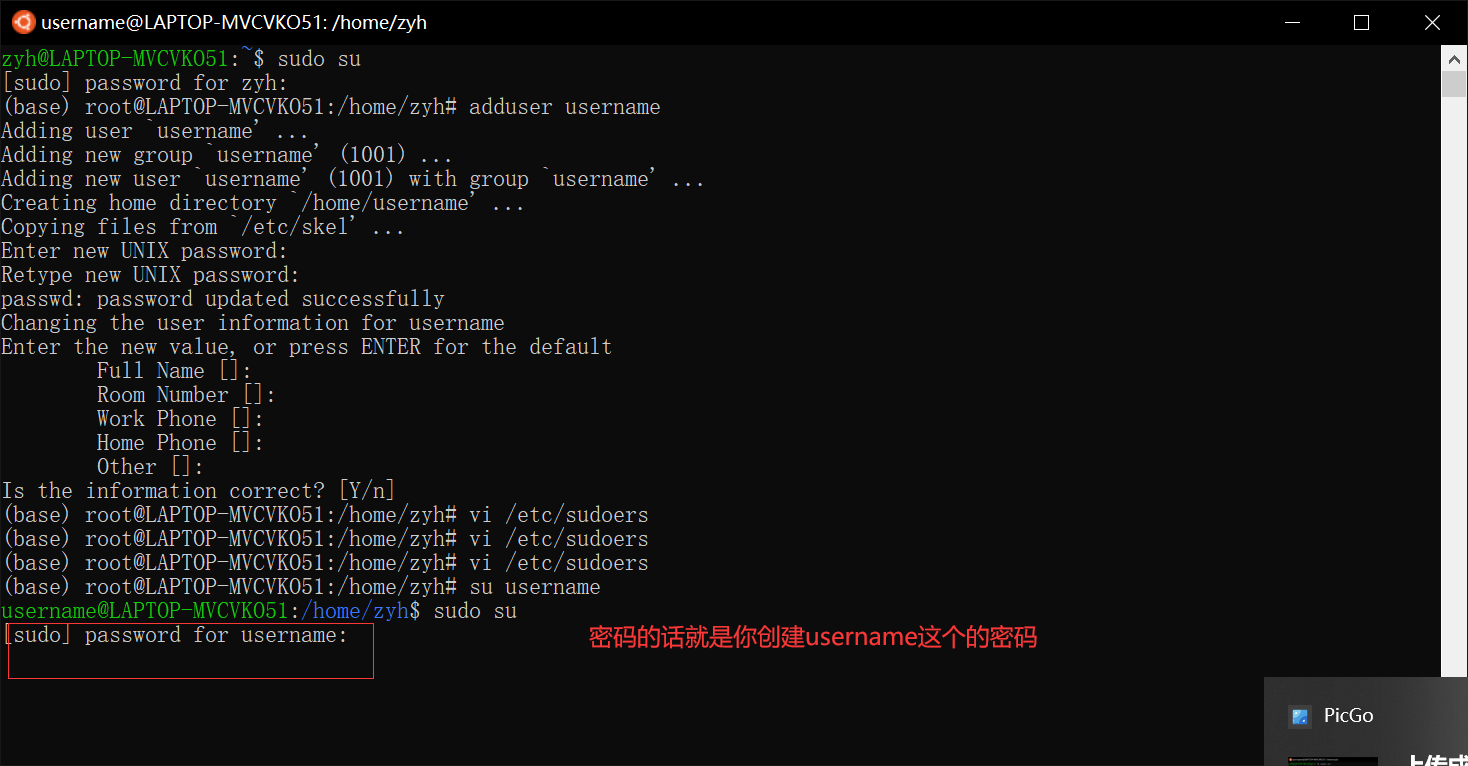 username@LAPTOP-MVCVKO51: /home/zyh
zyh@LAPTOP-MVCVKO51:~$ sudo su
[sudo] password for zyh:
(base) root@LAPTOP-MVCVKO51:/home/zyh# adduser username
Adding user `username' ...
Adding new group `username' (1001) ...
Adding new user `username' (1001) with group `username' ...
Creating home directory `/home/username' ...
Copying files from `/etc/skel' ...
Enter new UNIX password:
Retype new UNIX password:
passwd: password updated successfully
Changing the user information for username
Enter the new value, or press ENTER for the default
Full Name []:
Room Number []:
Work Phone []:
Home Phone []:
Other []:
Is the information correct? [Y/n]
(base) root@LAPTOP-MVCVKO51:/home/zyh# vi /etc/sudoers
(base) root@LAPTOP-MVCVKO51:/home/zyh# vi /etc/sudoers
(base) root@LAPTOP-MVCVKO51:/home/zyh# vi /etc/sudoers
(base) root@LAPTOP-MVCVKO51:/home/zyh# su username
username@LAPTOP-MVCVKO51:/home/zyh$ sudo su
[sudo] password for username:
密码的话就是你创建username这个的密码
PicGo